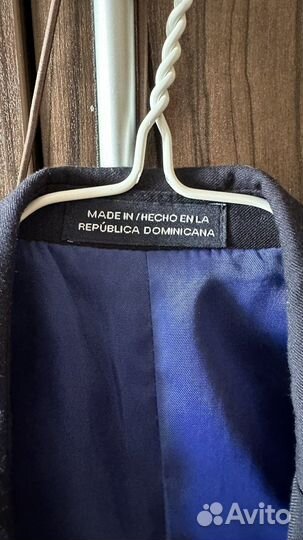 MADE IN / HECHO EN LA
REPÚBLICA DOMINICANA
Avito